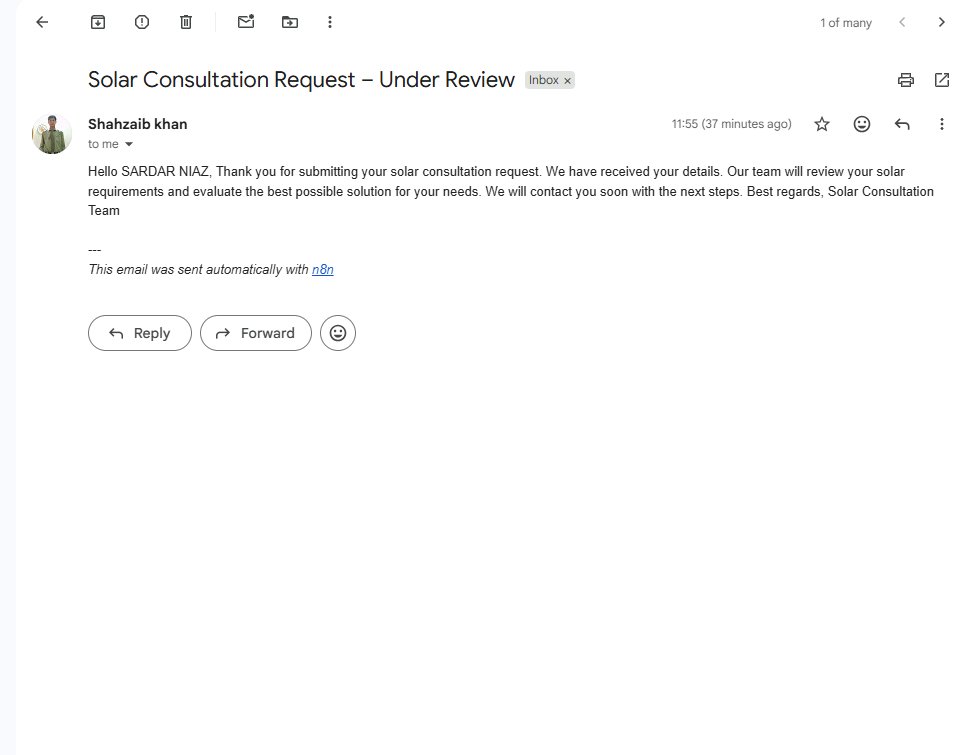 1 of many
Solar Consultation Request – Under Review
Inbox ×
Shahzaib khan
11:55 (37 minutes ago)
to me
Hello SARDAR NIAZ, Thank you for submitting your solar consultation request. We have received your details. Our team will review your solar
requirements and evaluate the best possible solution for your needs. We will contact you soon with the next steps. Best regards, Solar Consultation
Team
---
This email was sent automatically with n8n
Reply
Forward